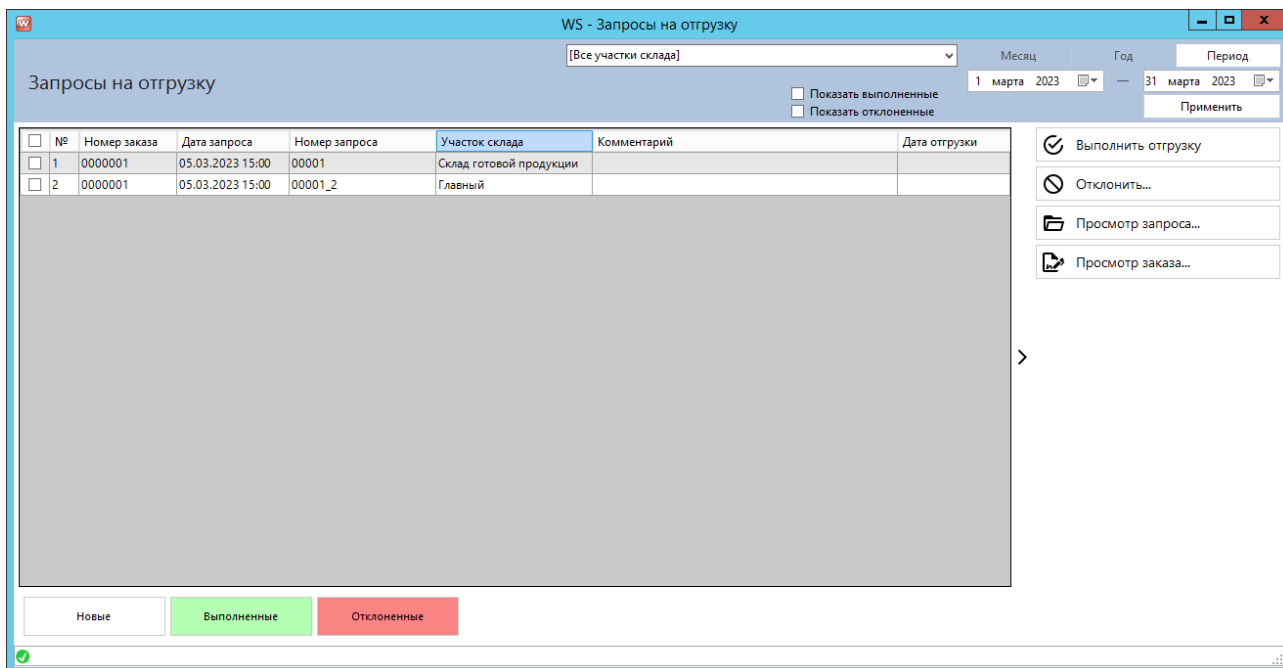 WS - Запросы на отгрузку
[Все участки склада]
Месяц Год Период
Запросы на отгрузку
1 марта 2023 — 31 марта 2023
Показать выполненные
Показать отклоненные
Применить
№ Номер заказа Дата запроса Номер запроса Участок склада Комментарий Дата отгрузки
1 0000001 05.03.2023 15:00 00001 Склад готовой продукции
2 0000001 05.03.2023 15:00 00001_2 Главный
Выполнить отгрузку
Отклонить...
Просмотр запроса...
Просмотр заказа...
Новые Выполненные Отклоненные